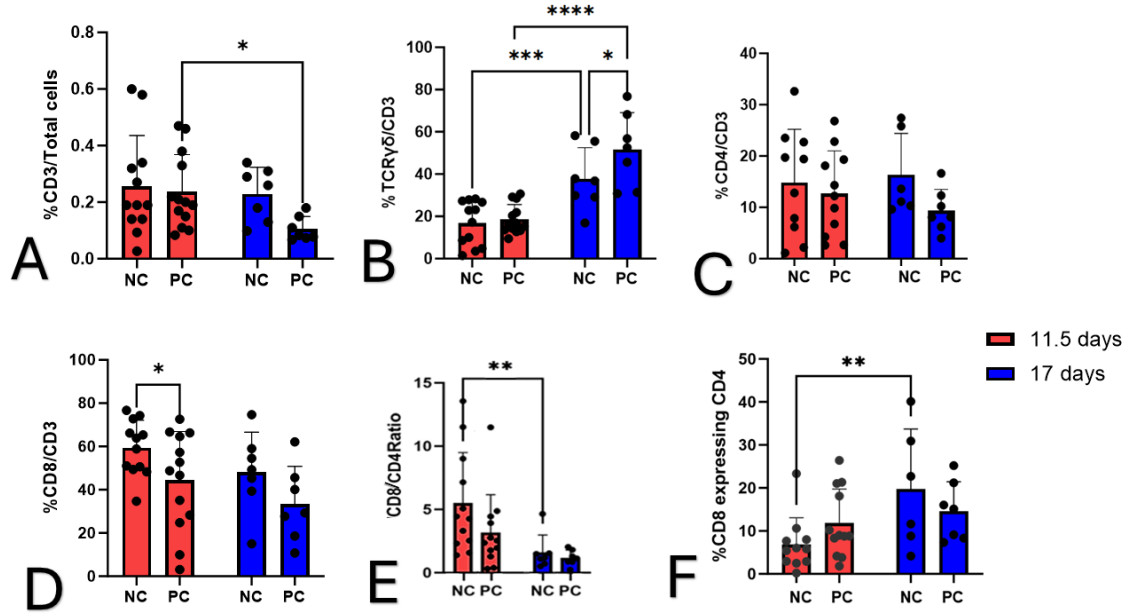 A
%CD3/Total cells
0.8
0.6
0.4
0.2
0.0
*
NC PC NC PC
B
%TCRγδ/CD3
100
80
60
40
20
0
****
***
*
NC PC NC PC
C
%CD4/CD3
40
30
20
10
0
NC PC NC PC
11.5 days
17 days
D
%CD8/CD3
100
80
60
40
20
0
*
NC PC NC PC
E
CD8/CD4Ratio
15
10
5
0
**
NC PC NC PC
F
%CD8 expressing CD4
50
40
30
20
10
0
**
NC PC NC PC